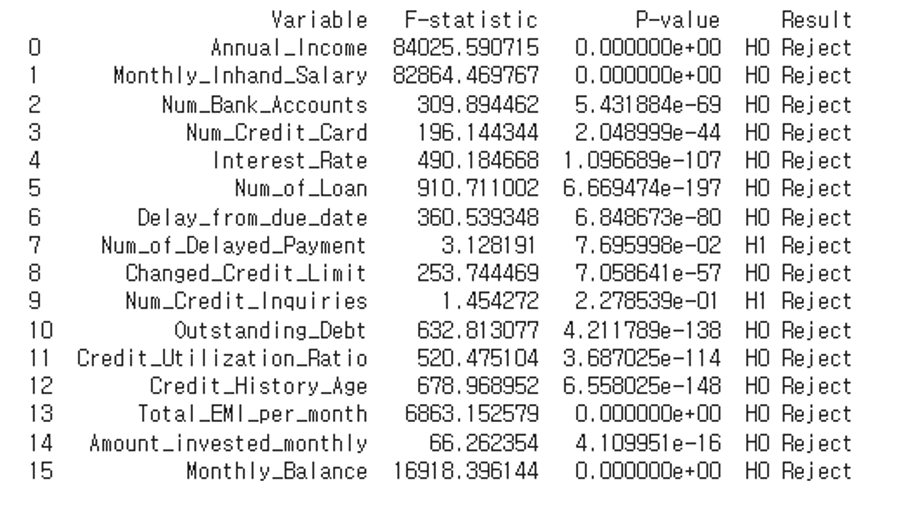 Variable F-statistic P-value Result
0 Annual_Income 84025.590715 0.000000e+00 H0 Reject
1 Monthly_Inhand_Salary 82864.469767 0.000000e+00 H0 Reject
2 Num_Bank_Accounts 309.894462 5.431884e-69 H0 Reject
3 Num_Credit_Card 196.144344 2.048999e-44 H0 Reject
4 Interest_Rate 490.184668 1.096689e-107 H0 Reject
5 Num_of_Loan 910.711002 6.669474e-197 H0 Reject
6 Delay_from_due_date 360.539348 6.848673e-80 H0 Reject
7 Num_of_Delayed_Payment 3.128191 7.695998e-02 H1 Reject
8 Changed_Credit_Limit 253.744469 7.058641e-57 H0 Reject
9 Num_Credit_Inquiries 1.454272 2.278539e-01 H1 Reject
10 Outstanding_Debt 632.813077 4.211789e-138 H0 Reject
11 Credit_Utilization_Ratio 520.475104 3.687025e-114 H0 Reject
12 Credit_History_Age 678.968952 6.558025e-148 H0 Reject
13 Total_EMI_per_month 6863.152579 0.000000e+00 H0 Reject
14 Amount_invested_monthly 66.262354 4.109951e-16 H0 Reject
15 Monthly_Balance 16918.396144 0.000000e+00 H0 Reject